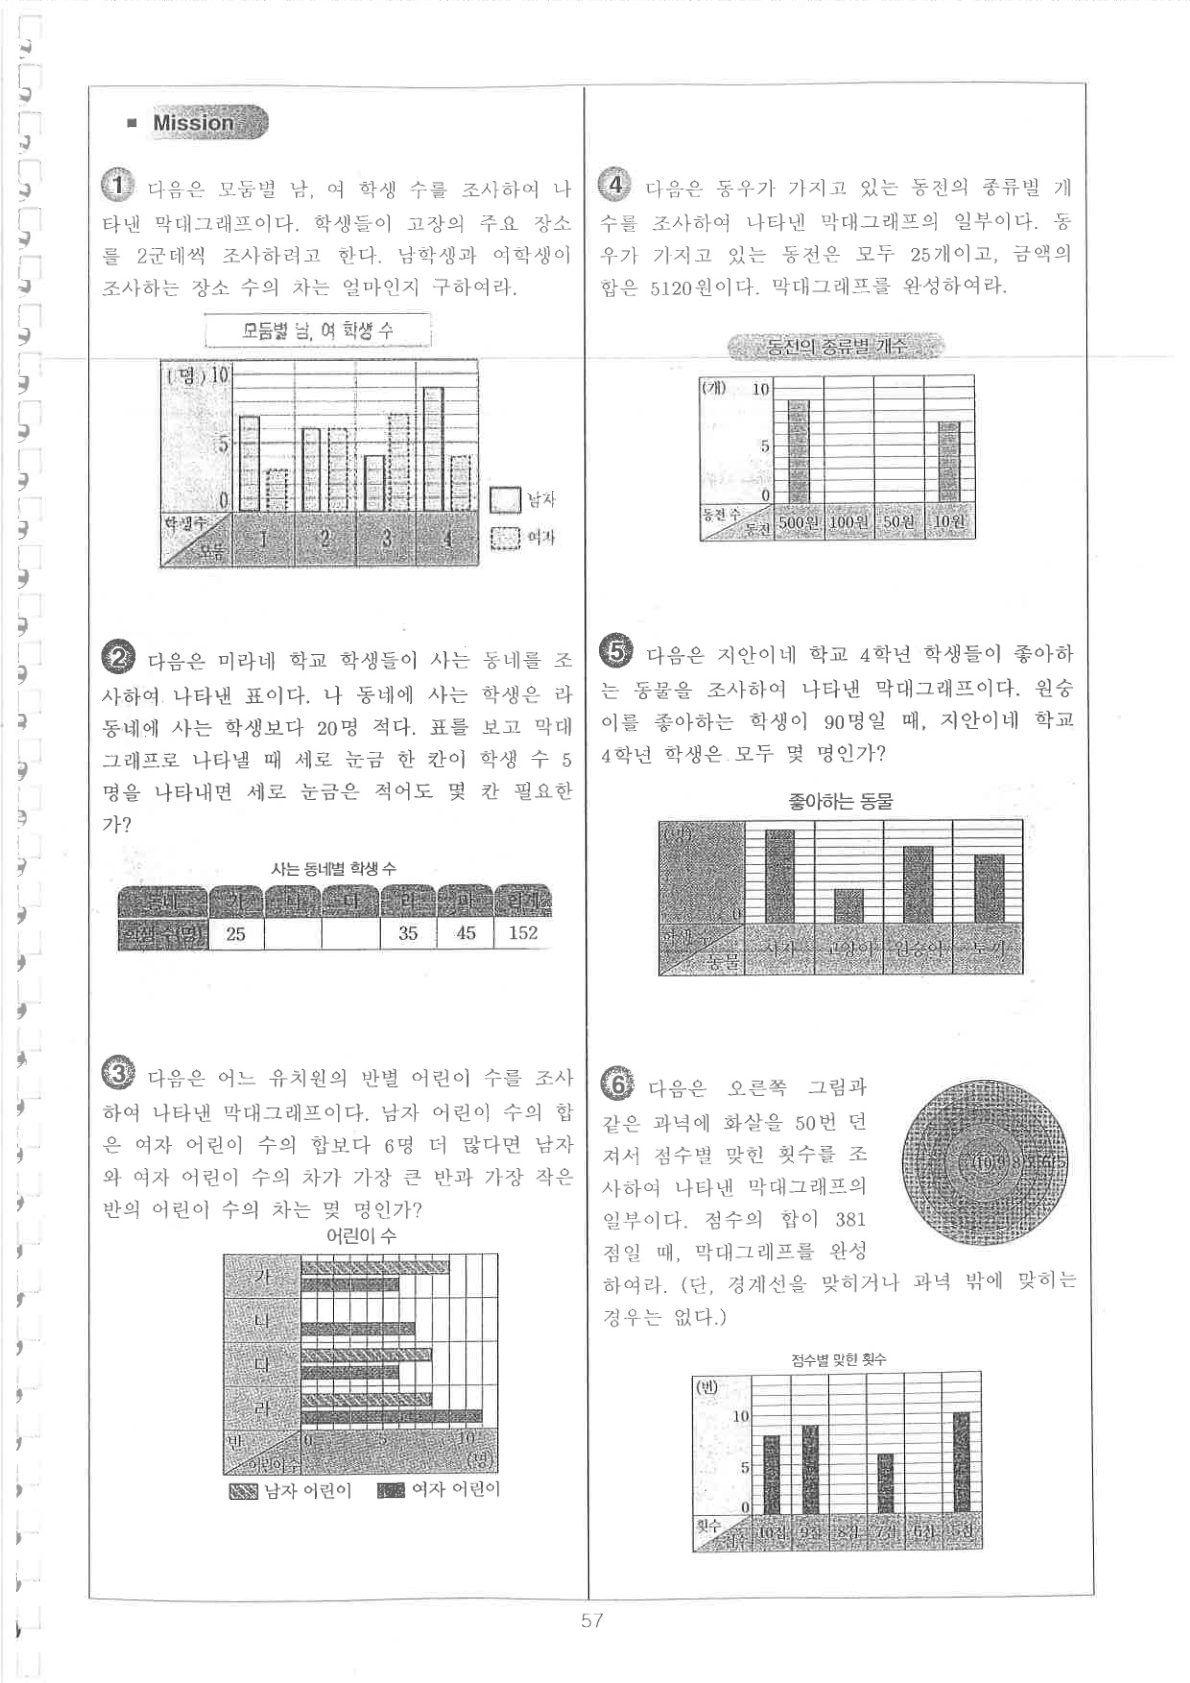 ▪ Mission
1 다음은 모둠별 남, 여 학생 수를 조사하여 나
타낸 막대그래프이다. 학생들이 고장의 주요 장소
를 2군데씩 조사하려고 한다. 남학생과 여학생이
조사하는 장소 수의 차는 얼마인지 구하여라.
모둠별 남, 여 학생 수
(명) 10
5
0
학생수
모둠
1 2 3 4
남자
여자
2 다음은 미라네 학교 학생들이 사는 동네를 조
사하여 나타낸 표이다. 나 동네에 사는 학생은 라
동네에 사는 학생보다 20명 적다. 표를 보고 막대
그래프로 나타낼 때 세로 눈금 한 칸이 학생 수 5
명을 나타내면 세로 눈금은 적어도 몇 칸 필요한
가?
사는 동네별 학생 수
동네 가 나 다 라 마 합계
학생 수(명) 25 35 45 152
3 다음은 어느 유치원의 반별 어린이 수를 조사
하여 나타낸 막대그래프이다. 남자 어린이 수의 합
은 여자 어린이 수의 합보다 6명 더 많다면 남자
와 여자 어린이 수의 차가 가장 큰 반과 가장 작은
반의 어린이 수의 차는 몇 명인가?
어린이 수
가
나
다
라
반 0 5 10
어린이수 (명)
남자 어린이 여자 어린이
4 다음은 동우가 가지고 있는 동전의 종류별 개
수를 조사하여 나타낸 막대그래프의 일부이다. 동
우가 가지고 있는 동전은 모두 25개이고, 금액의
합은 5120원이다. 막대그래프를 완성하여라.
동전의 종류별 개수
(개) 10
5
0
동전 수
동전
500원 100원 50원 10원
5 다음은 지안이네 학교 4학년 학생들이 좋아하
는 동물을 조사하여 나타낸 막대그래프이다. 원숭
이를 좋아하는 학생이 90명일 때, 지안이네 학교
4학년 학생은 모두 몇 명인가?
좋아하는 동물
(명)
0
학생 수
동물
사자 고양이 원숭이 토끼
6 다음은 오른쪽 그림과
같은 과녁에 화살을 50번 던
져서 점수별 맞힌 횟수를 조
사하여 나타낸 막대그래프의
일부이다. 점수의 합이 381
점일 때, 막대그래프를 완성
하여라. (단, 경계선을 맞히거나 과녁 밖에 맞히는
경우는 없다.)
10 9 8 7 6 5
점수별 맞힌 횟수
(번)
10
5
0
횟수
점수
10점 9점 8점 7점 6점 5점
57